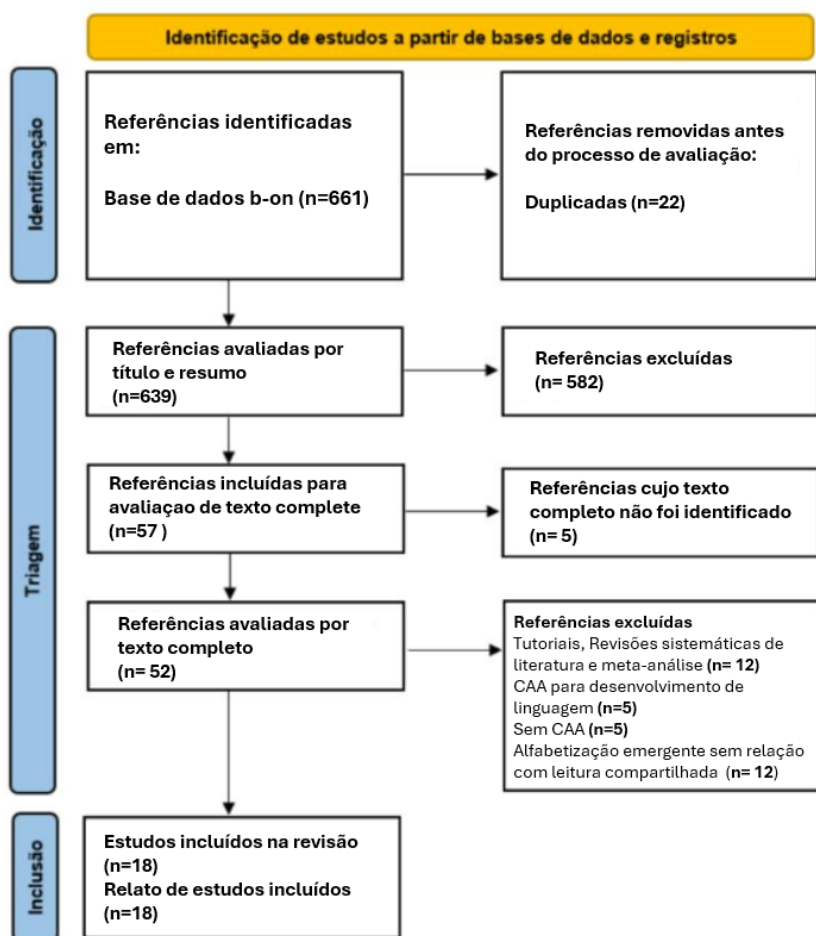 Identificação de estudos a partir de bases de dados e registros
Identificação
Referências identificadas
em:
Base de dados b-on (n=661)
Referências removidas antes
do processo de avaliação:
Duplicadas (n=22)
Triagem
Referências avaliadas por
título e resumo
(n=639)
Referências excluídas
(n= 582)
Referências incluídas para
avaliaçao de texto complete
(n=57 )
Referências cujo texto
completo não foi identificado
(n= 5)
Referências avaliadas por
texto completo
(n= 52)
Referências excluídas
Tutoriais, Revisões sistemáticas de
literatura e meta-análise (n= 12)
CAA para desenvolvimento de
linguagem (n=5)
Sem CAA (n=5)
Alfabetização emergente sem relação
com leitura compartilhada (n= 12)
Inclusão
Estudos incluídos na revisão
(n=18)
Relato de estudos incluídos
(n=18)